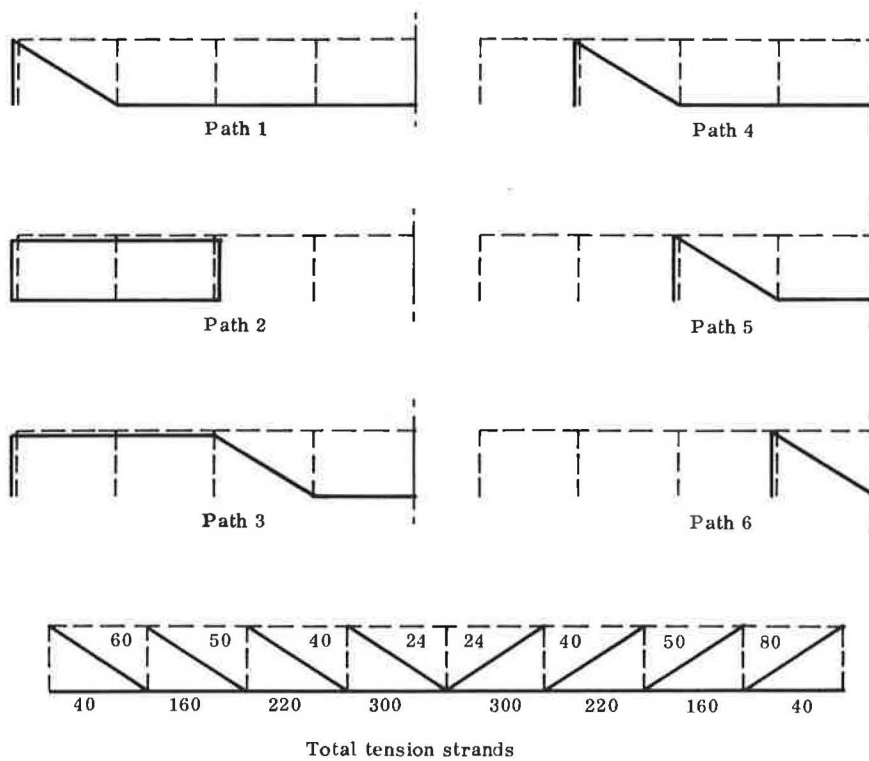 Path 1
Path 4
Path 2
Path 5
Path 3
Path 6
60 50 40 24 24 40 50 80
40 160 220 300 300 220 160 40
Total tension strands